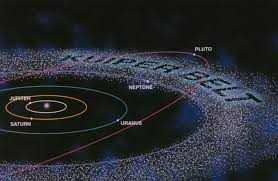 PLUTO
KUIPER BELT
NEPTUNE
JUPITER
SATURN
URANUS